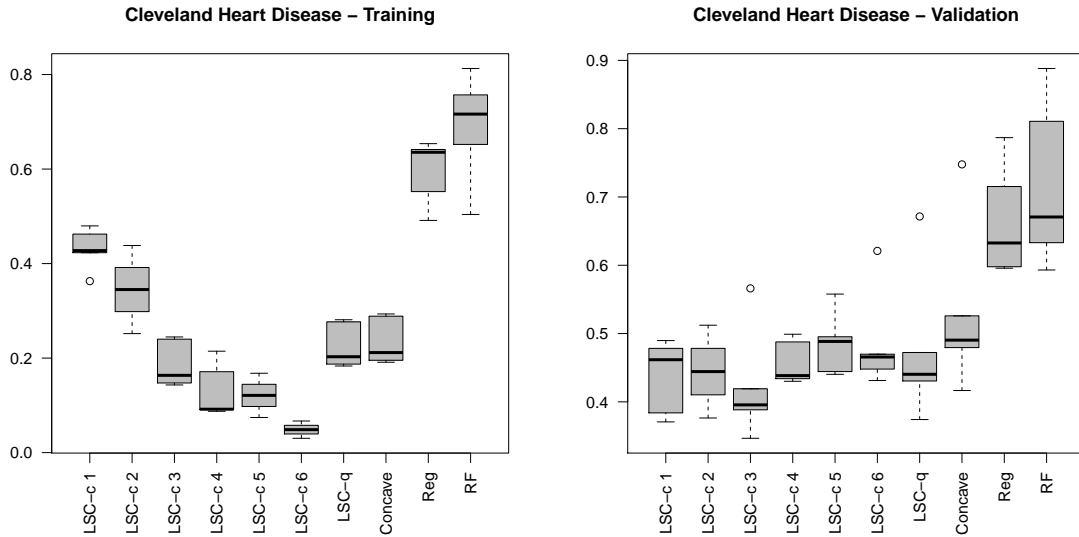 Cleveland Heart Disease − Training
0.8
0.6
0.4
0.2
0.0
LSC−c 1
LSC−c 2
LSC−c 3
LSC−c 4
LSC−c 5
LSC−c 6
LSC−q
Concave
Reg
RF
Cleveland Heart Disease − Validation
0.9
0.8
0.7
0.6
0.5
0.4
LSC−c 1
LSC−c 2
LSC−c 3
LSC−c 4
LSC−c 5
LSC−c 6
LSC−q
Concave
Reg
RF